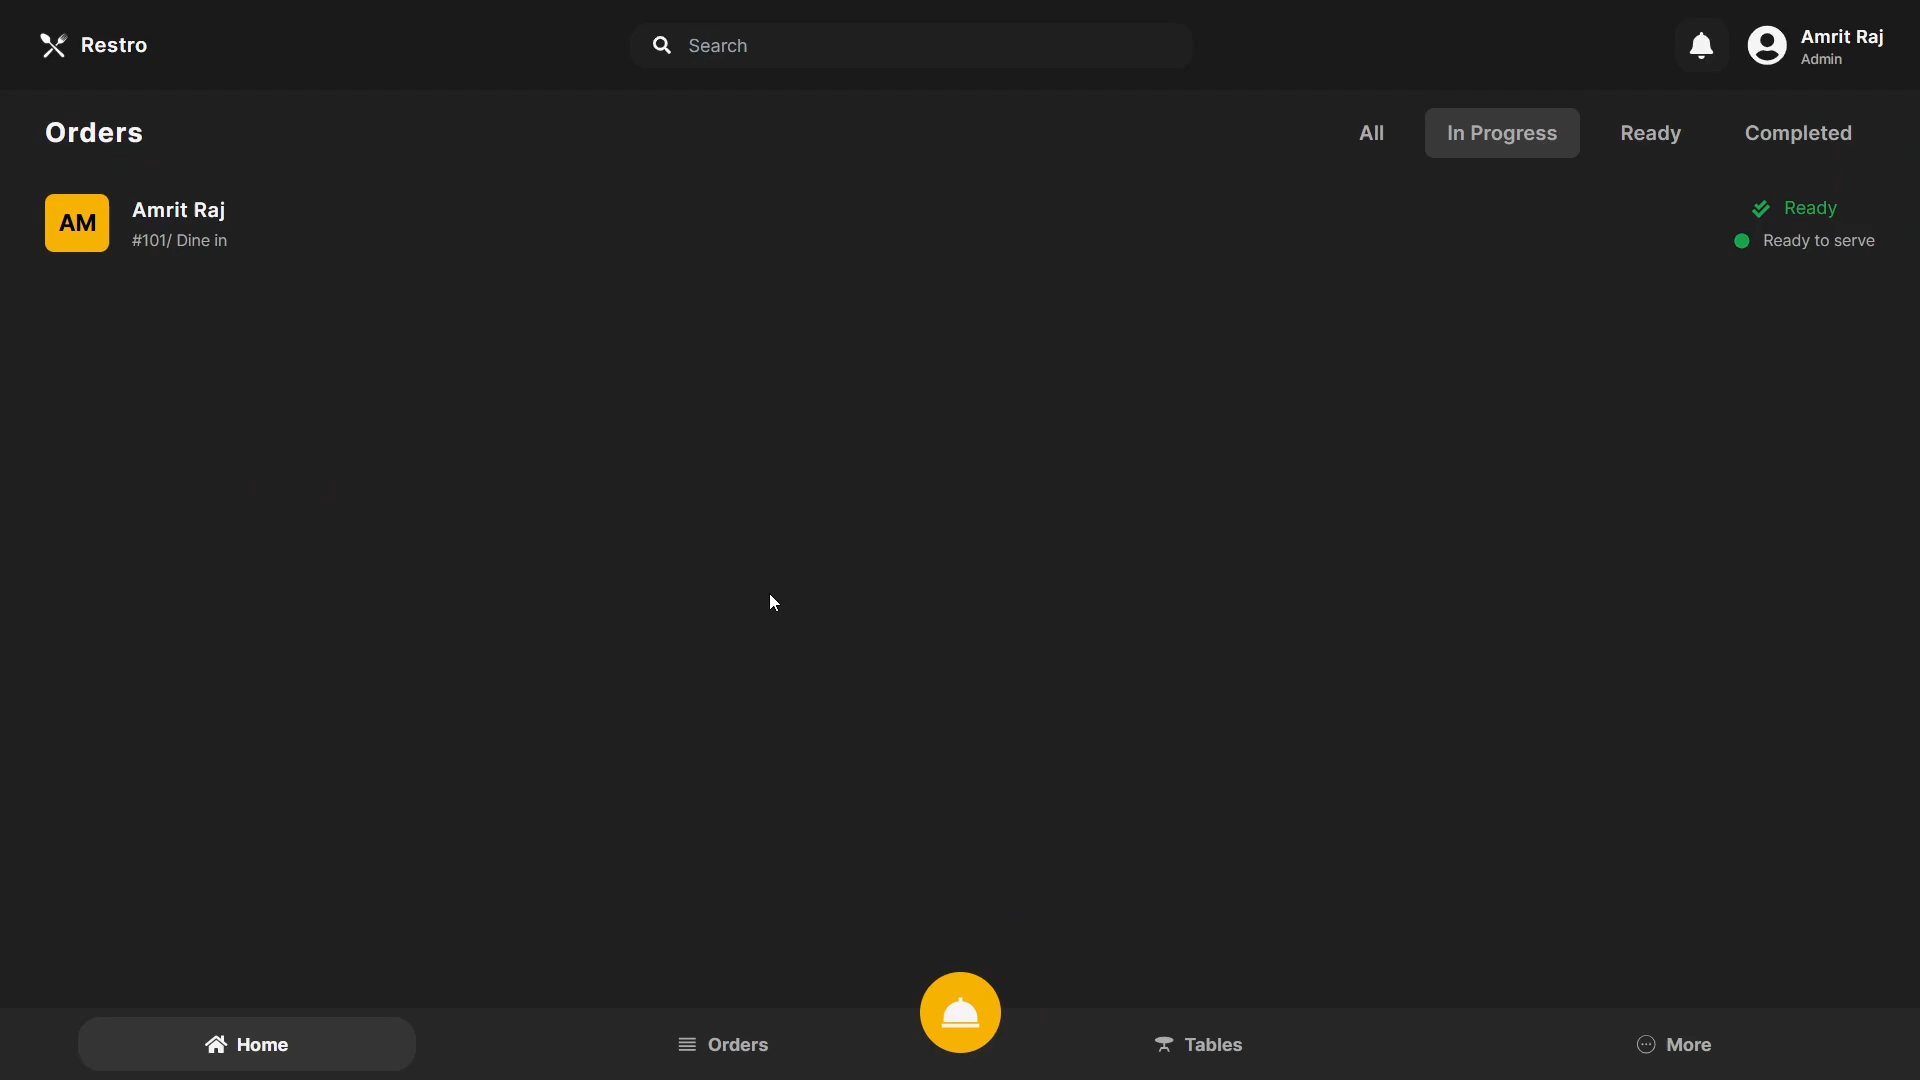 Restro
Search
Amrit Raj
Admin
Orders
All
In Progress
Ready
Completed
AM
Amrit Raj
#101/ Dine in
Ready
Ready to serve
Home
Orders
Tables
More